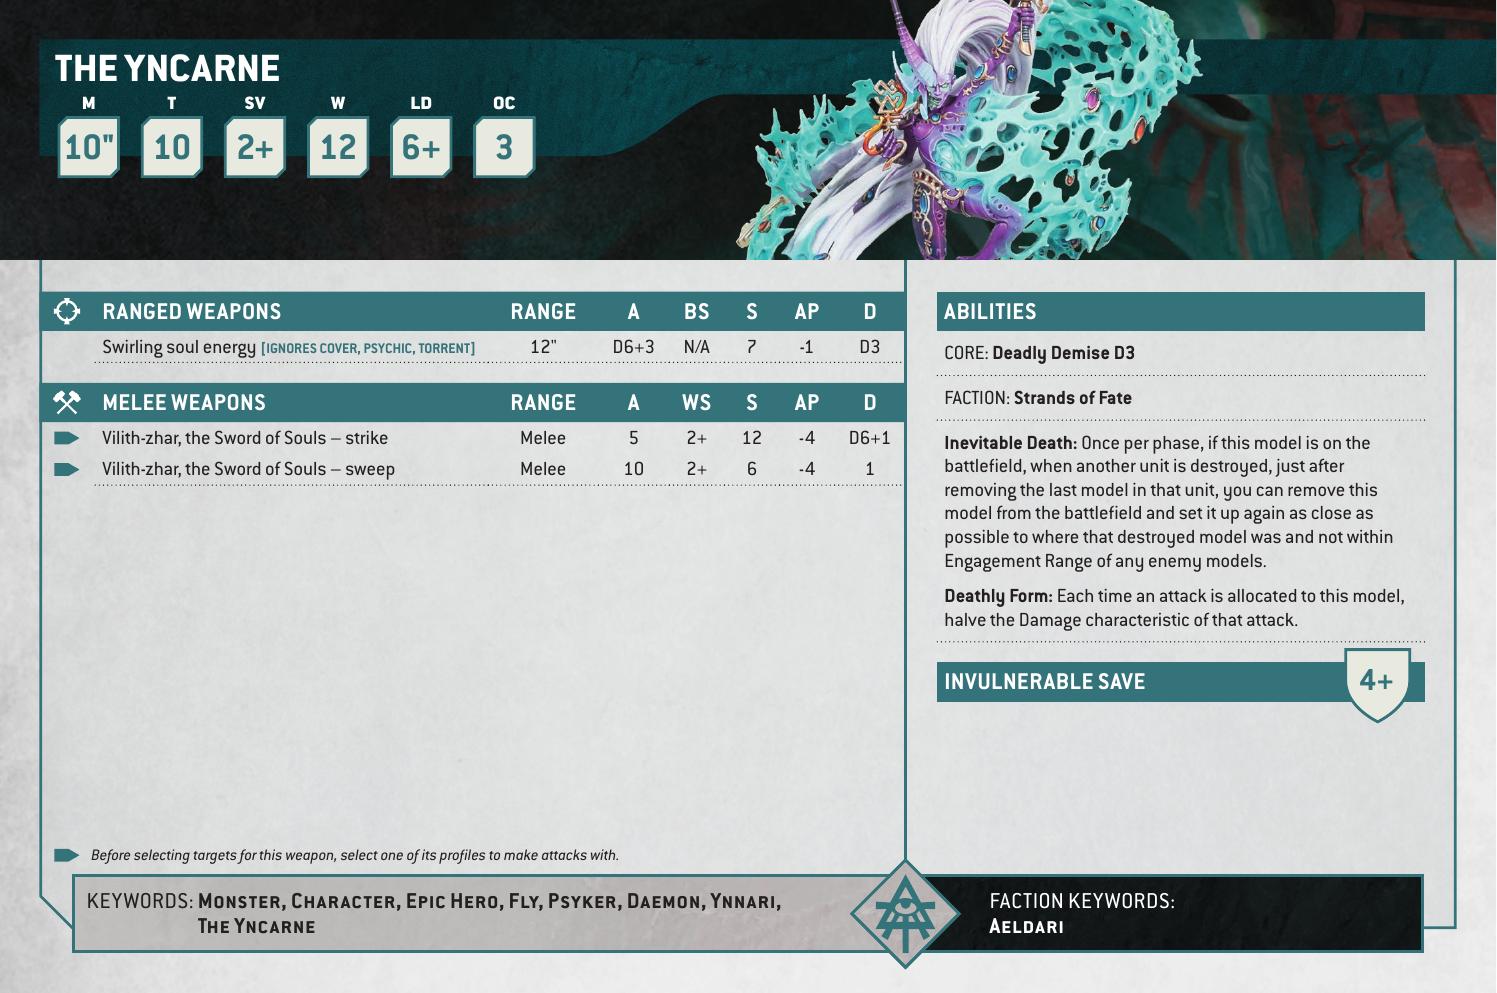 THE YNCARNE
M T SV W LD OC
10" 10 2+ 12 6+ 3
RANGED WEAPONS RANGE A BS S AP D
Swirling soul energy [IGNORES COVER, PSYCHIC, TORRENT] 12" D6+3 N/A 7 -1 D3
MELEE WEAPONS RANGE A WS S AP D
Vilith-zhar, the Sword of Souls – strike Melee 5 2+ 12 -4 D6+1
Vilith-zhar, the Sword of Souls – sweep Melee 10 2+ 6 -4 1
Before selecting targets for this weapon, select one of its profiles to make attacks with.
ABILITIES
CORE: Deadly Demise D3
FACTION: Strands of Fate
Inevitable Death: Once per phase, if this model is on the
battlefield, when another unit is destroyed, just after
removing the last model in that unit, you can remove this
model from the battlefield and set it up again as close as
possible to where that destroyed model was and not within
Engagement Range of any enemy models.
Deathly Form: Each time an attack is allocated to this model,
halve the Damage characteristic of that attack.
INVULNERABLE SAVE 4+
KEYWORDS: Monster, Character, Epic Hero, Fly, Psyker, Daemon, Ynnari,
The Yncarne
FACTION KEYWORDS:
Aeldari